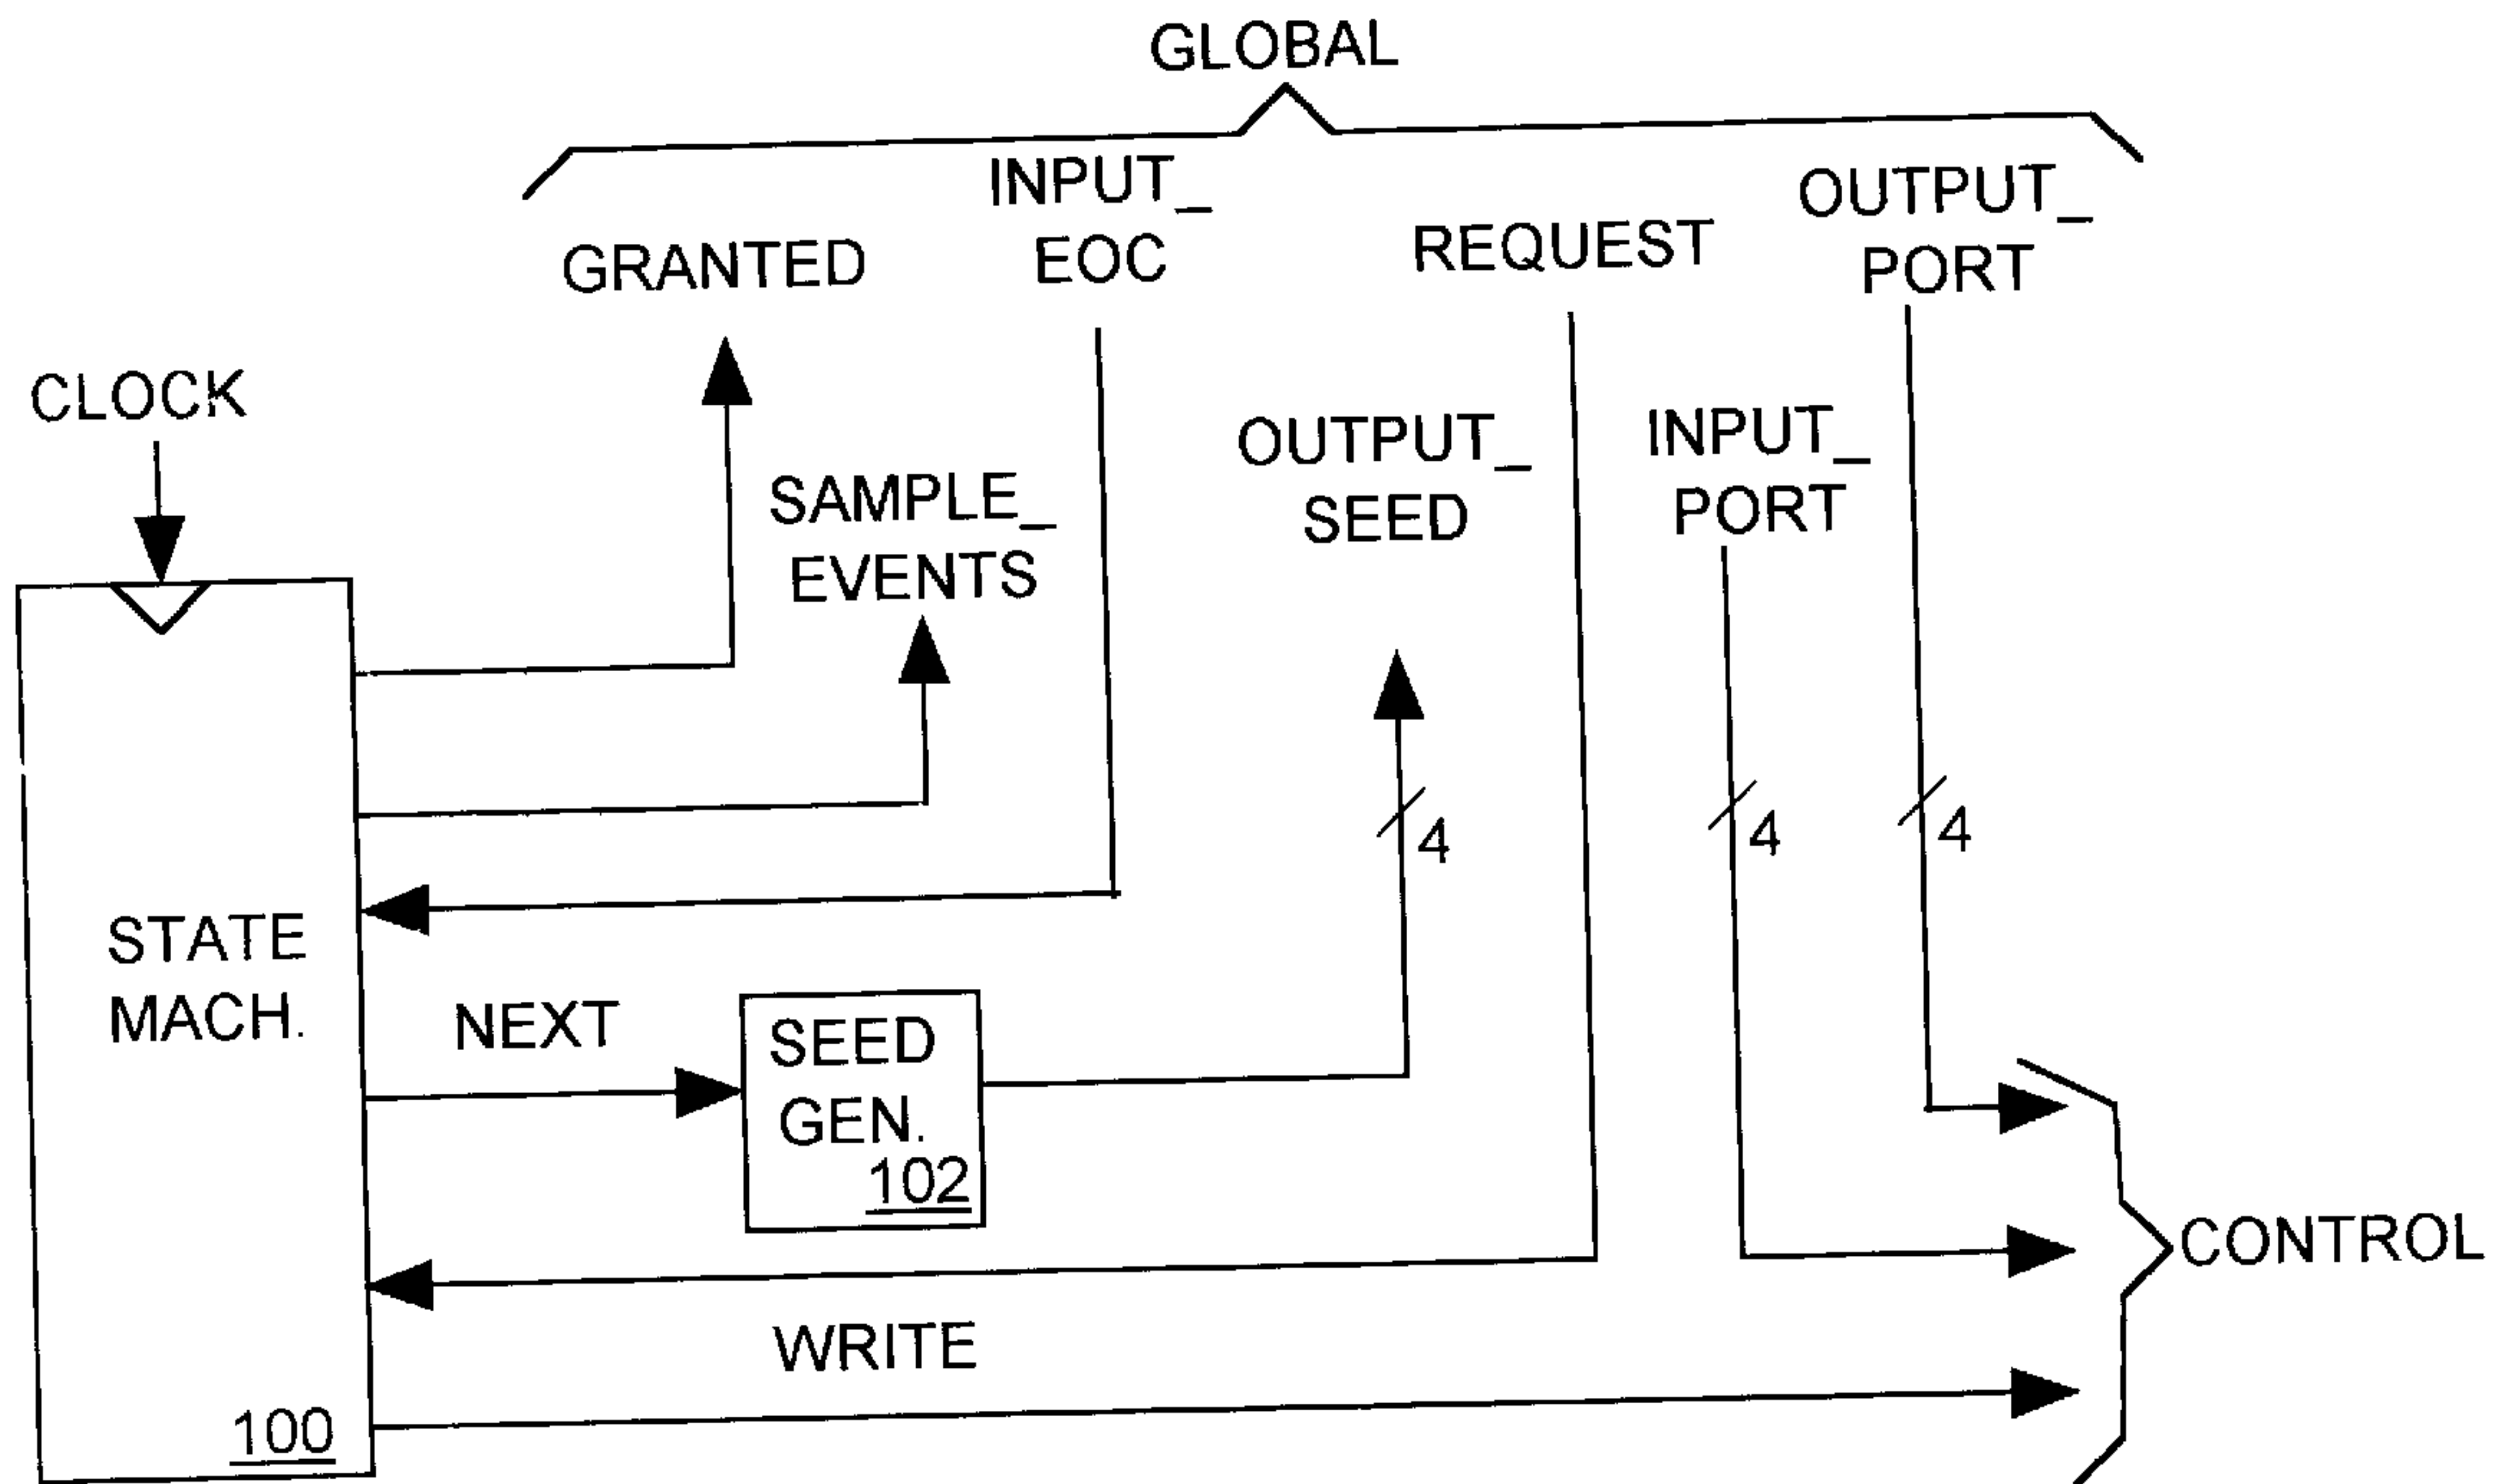 GLOBAL
INPUT_
EOC
OUTPUT_
PORT
GRANTED
REQUEST
CLOCK
SAMPLE_
EVENTS
OUTPUT_
SEED
INPUT_
PORT
4
4
4
STATE
MACH.
NEXT
SEED
GEN.
102
CONTROL
WRITE
100